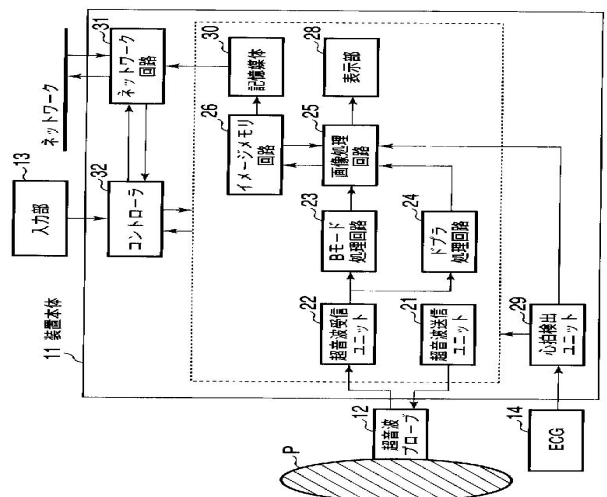 11 装置本体
P
12
超音波
プローブ
14
ECG
22
超音波受信
ユニット
21
超音波送信
ユニット
29
心拍検出
ユニット
23
Bモード
処理回路
24
ドプラ
処理回路
26
イメージメモリ
回路
25
画像処理
回路
30
記憶媒体
28
表示部
13
入力部
32
コントローラ
ネットワーク
31
ネットワーク
回路